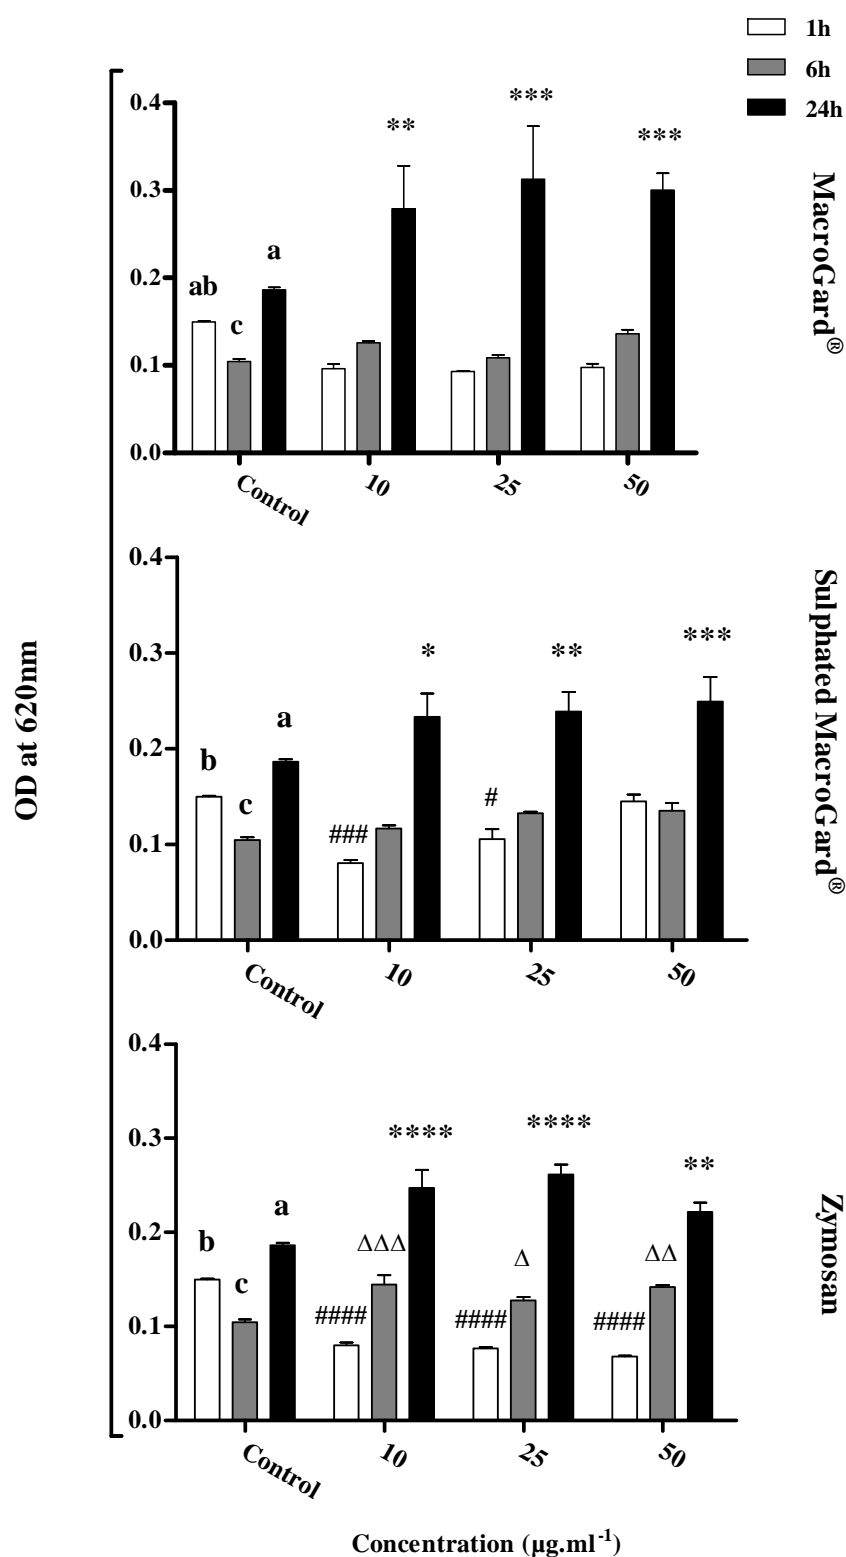 1h
6h
24h
OD at 620nm
0.4
0.3
0.2
0.1
0.0
ab
c
a
**
***
***
Control
10
25
50
MacroGard®
0.4
0.3
0.2
0.1
0.0
b
c
a
###
*
#
**
***
Control
10
25
50
Sulphated MacroGard®
0.4
0.3
0.2
0.1
0.0
b
c
a
####
ΔΔΔ
****
####
Δ
****
####
ΔΔ
**
Control
10
25
50
Zymosan
Concentration (µg.ml⁻¹)